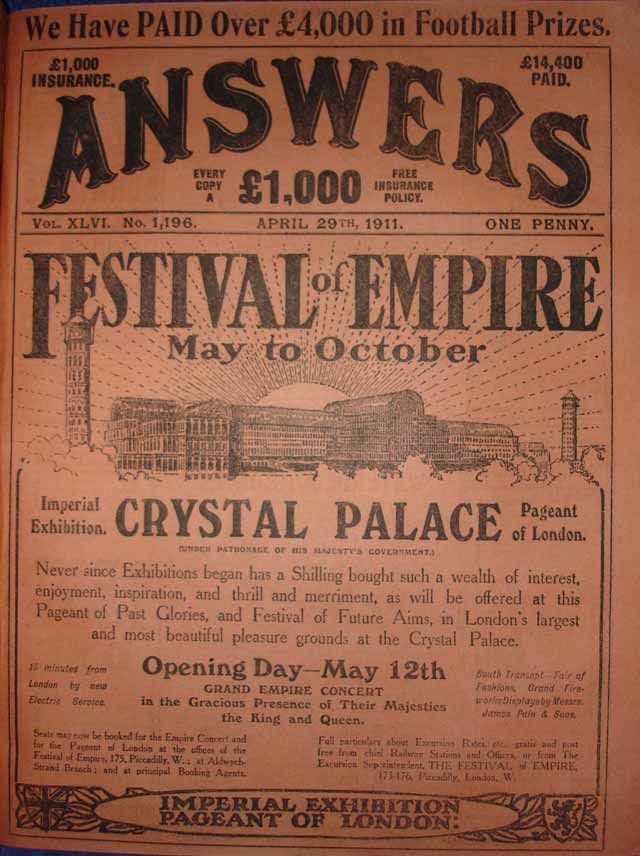 We Have PAID Over £4,000 in Football Prizes.
£1,000 INSURANCE.
£14,400 PAID.
ANSWERS
EVERY COPY A
£1,000
FREE INSURANCE POLICY.
VOL. XLVI. No. 1,196. APRIL 29TH, 1911. ONE PENNY.
FESTIVAL of EMPIRE
May to October
Imperial Exhibition.
CRYSTAL PALACE
Pageant of London.
(UNDER PATRONAGE OF HIS MAJESTY'S GOVERNMENT.)
Never since Exhibitions began has a Shilling bought such a wealth of interest,
enjoyment, inspiration, and thrill and merriment, as will be offered at this
Pageant of Past Glories, and Festival of Future Aims, in London's largest
and most beautiful pleasure grounds at the Crystal Palace.
15 minutes from
London by new
Electric Service.
Opening Day—May 12th
GRAND EMPIRE CONCERT
in the Gracious Presence of Their Majesties
the King and Queen.
South Transept—Fair of
Fashions, Grand Fire-
works Displays by Messrs.
James Pain & Sons.
Seats may now be booked for the Empire Concert and
for the Pageant of London at the offices of the
Festival of Empire, 175, Piccadilly, W.; at Aldwych-
Strand Branch; and at principal Booking Agents.
Full particulars about Excursion Rates, etc. gratis and post
free from chief Railway Stations and Offices, or from The
Excursion Superintendent, THE FESTIVAL of EMPIRE,
175-176, Piccadilly, London, W.
IMPERIAL EXHIBITION
PAGEANT OF LONDON: